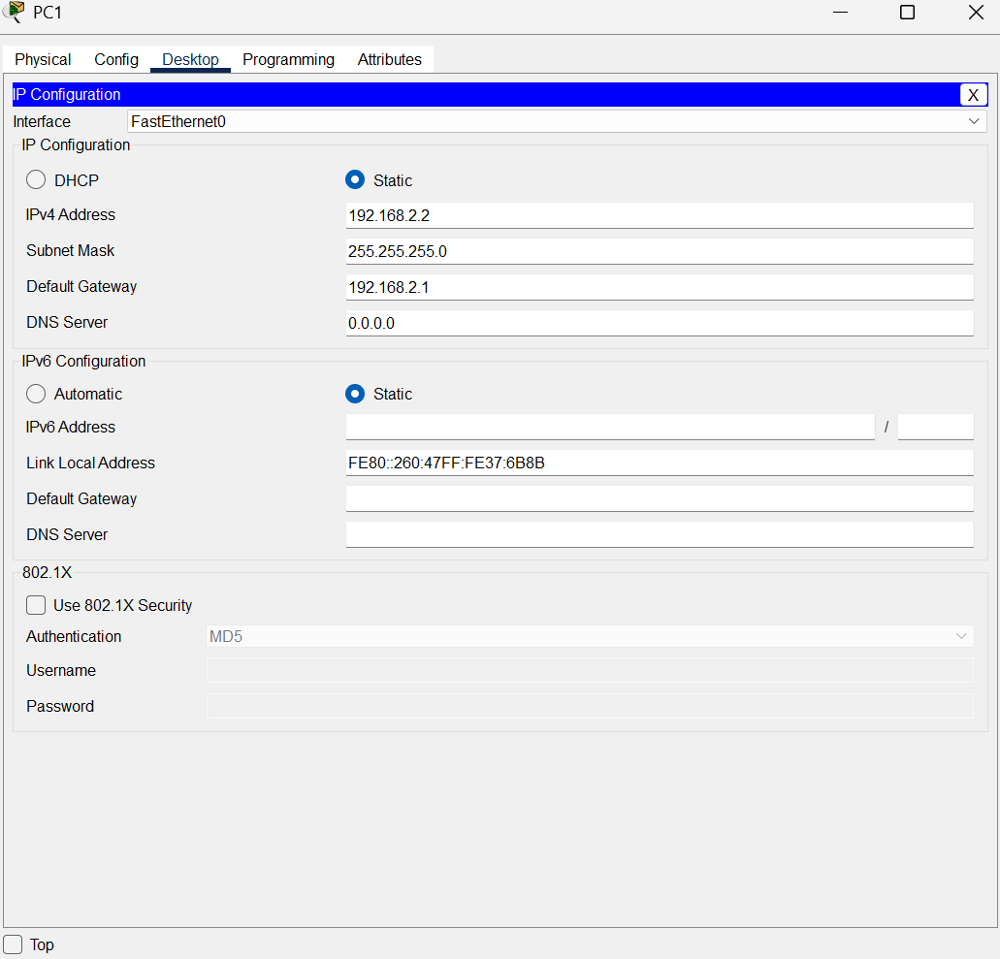 PC1
Physical Config Desktop Programming Attributes
IP Configuration X
Interface FastEthernet0
IP Configuration
DHCP Static
IPv4 Address 192.168.2.2
Subnet Mask 255.255.255.0
Default Gateway 192.168.2.1
DNS Server 0.0.0.0
IPv6 Configuration
Automatic Static
IPv6 Address /
Link Local Address FE80::260:47FF:FE37:6B8B
Default Gateway
DNS Server
802.1X
Use 802.1X Security
Authentication MD5
Username
Password
Top